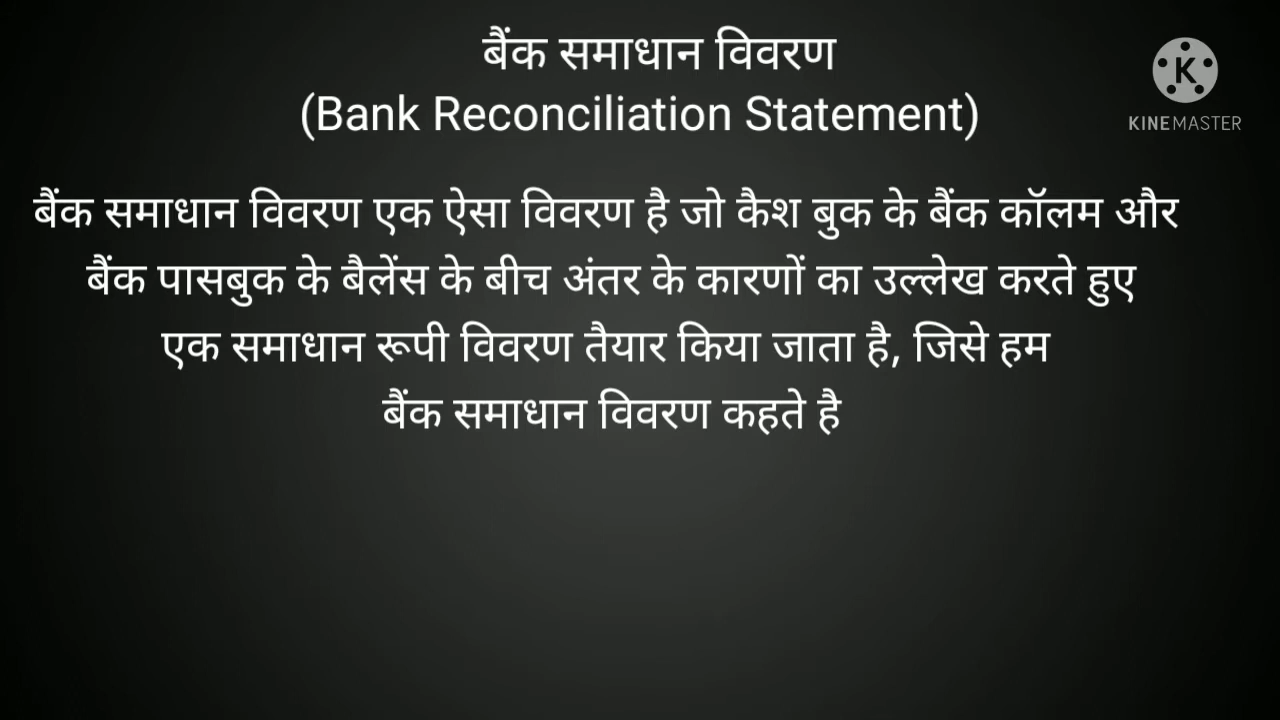 बैंक समाधान विवरण
(Bank Reconciliation Statement)
KINEMASTER
बैंक समाधान विवरण एक ऐसा विवरण है जो कैश बुक के बैंक कॉलम और
बैंक पासबुक के बैलेंस के बीच अंतर के कारणों का उल्लेख करते हुए
एक समाधान रूपी विवरण तैयार किया जाता है, जिसे हम
बैंक समाधान विवरण कहते है